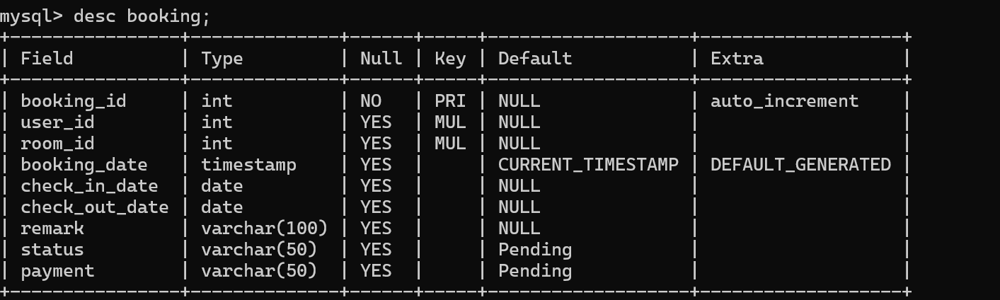 mysql> desc booking;
+----------------+--------------+------+-----+-------------------+-------------------+
| Field          | Type         | Null | Key | Default           | Extra             |
+----------------+--------------+------+-----+-------------------+-------------------+
| booking_id     | int          | NO   | PRI | NULL              | auto_increment    |
| user_id        | int          | YES  | MUL | NULL              |                   |
| room_id        | int          | YES  | MUL | NULL              |                   |
| booking_date   | timestamp    | YES  |     | CURRENT_TIMESTAMP | DEFAULT_GENERATED |
| check_in_date  | date         | YES  |     | NULL              |                   |
| check_out_date | date         | YES  |     | NULL              |                   |
| remark         | varchar(100) | YES  |     | NULL              |                   |
| status         | varchar(50)  | YES  |     | Pending           |                   |
| payment        | varchar(50)  | YES  |     | Pending           |                   |
+----------------+--------------+------+-----+-------------------+-------------------+